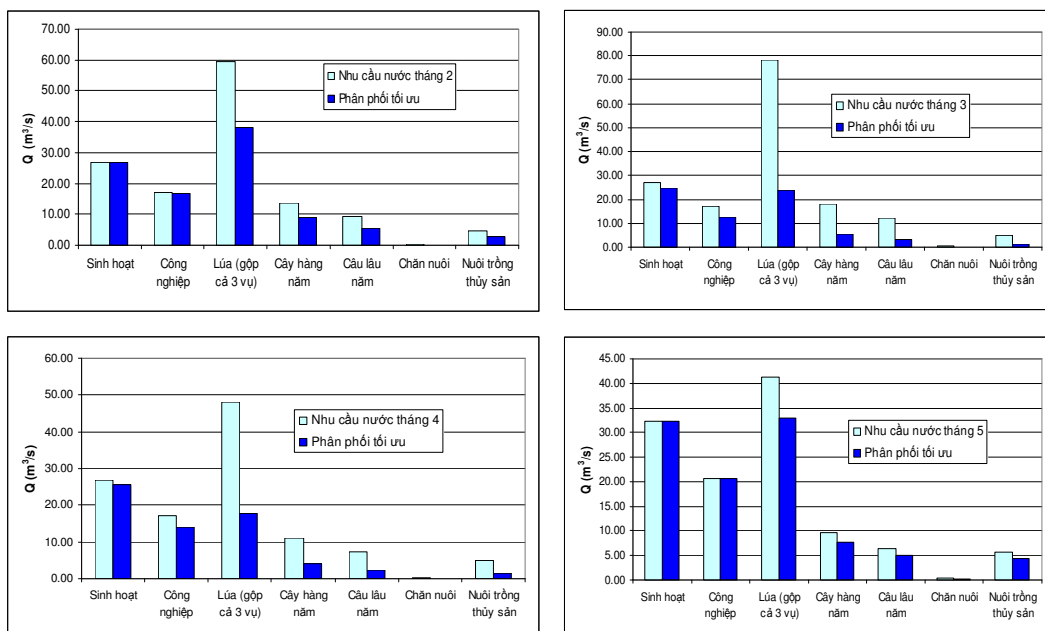 70.00
60.00
50.00
40.00
30.00
20.00
10.00
0.00
Q (m³/s)
Nhu cầu nước tháng 2
Phân phối tối ưu
Sinh hoạt
Công nghiệp
Lúa (gộp cả 3 vụ)
Cây hàng năm
Câu lâu năm
Chăn nuôi
Nuôi trồng thủy sản
90.00
80.00
70.00
60.00
50.00
40.00
30.00
20.00
10.00
0.00
Q (m³/s)
Nhu cầu nước tháng 3
Phân phối tối ưu
Sinh hoạt
Công nghiệp
Lúa (gộp cả 3 vụ)
Cây hàng năm
Câu lâu năm
Chăn nuôi
Nuôi trồng thủy sản
60.00
50.00
40.00
30.00
20.00
10.00
0.00
Q (m³/s)
Nhu cầu nước tháng 4
Phân phối tối ưu
Sinh hoạt
Công nghiệp
Lúa (gộp cả 3 vụ)
Cây hàng năm
Câu lâu năm
Chăn nuôi
Nuôi trồng thủy sản
45.00
40.00
35.00
30.00
25.00
20.00
15.00
10.00
5.00
0.00
Q (m³/s)
Nhu cầu nước tháng 5
Phân phối tối ưu
Sinh hoạt
Công nghiệp
Lúa (gộp cả 3 vụ)
Cây hàng năm
Câu lâu năm
Chăn nuôi
Nuôi trồng thủy sản